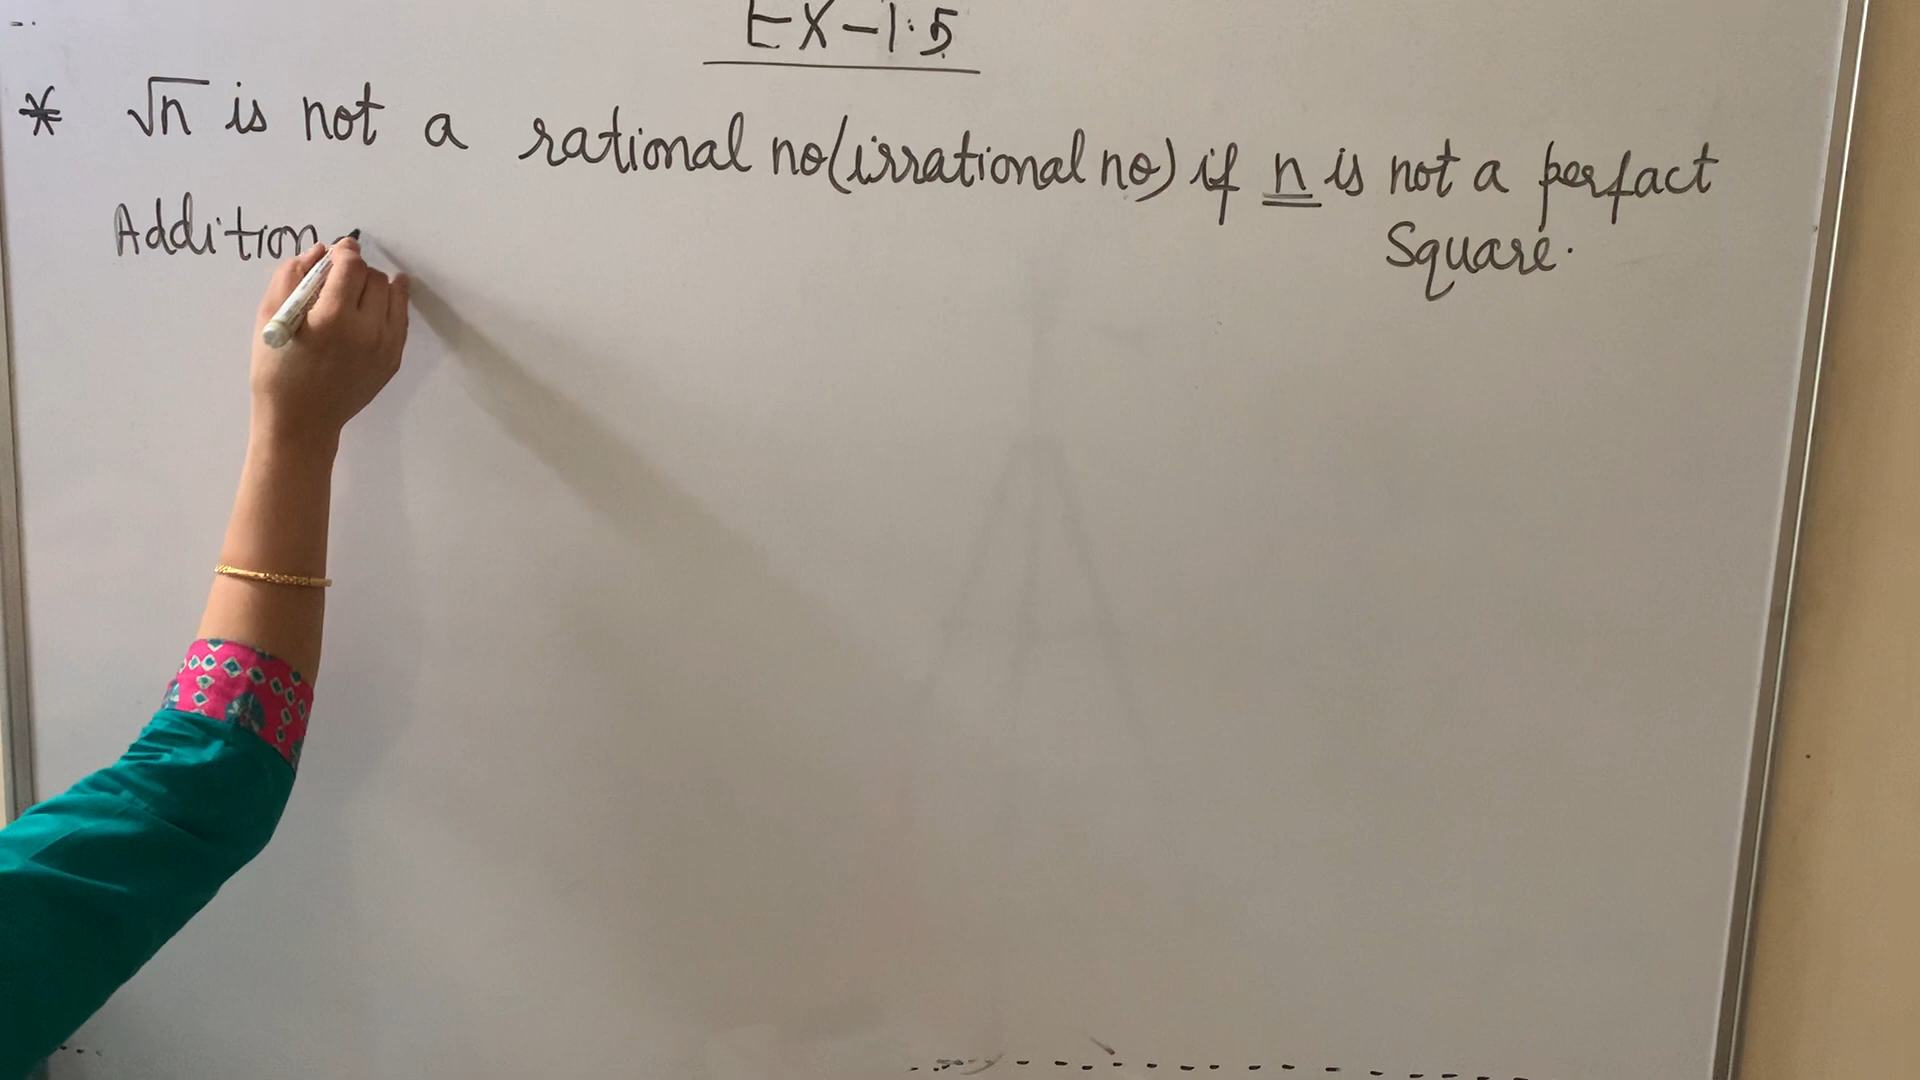 EX-1.5
* √n is not a rational no(irrational no) if n is not a perfact
Square.
Addition